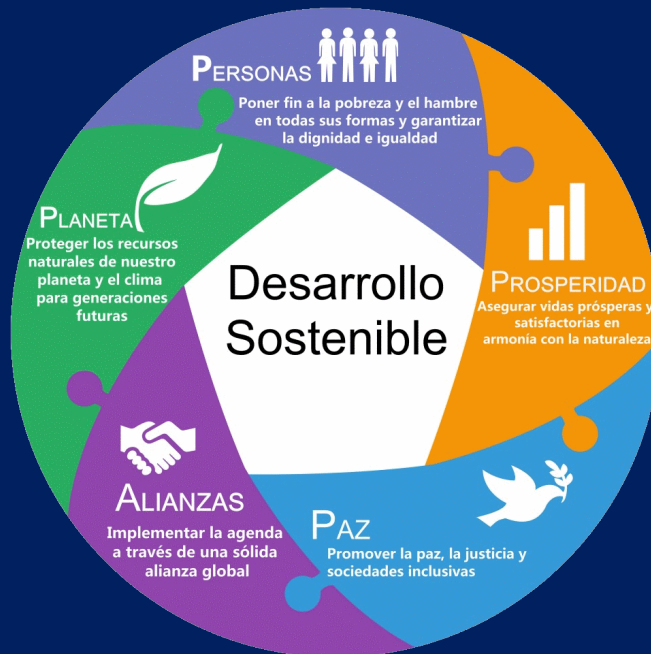 PERSONAS
Poner fin a la pobreza y el hambre
en todas sus formas y garantizar
la dignidad e igualdad
PLANETA
Proteger los recursos
naturales de nuestro
planeta y el clima
para generaciones
futuras
Desarrollo
Sostenible
PROSPERIDAD
Asegurar vidas prósperas y
satisfactorias en
armonía con la naturaleza
ALIANZAS
Implementar la agenda
a través de una sólida
alianza global
PAZ
Promover la paz, la justicia y
sociedades inclusivas